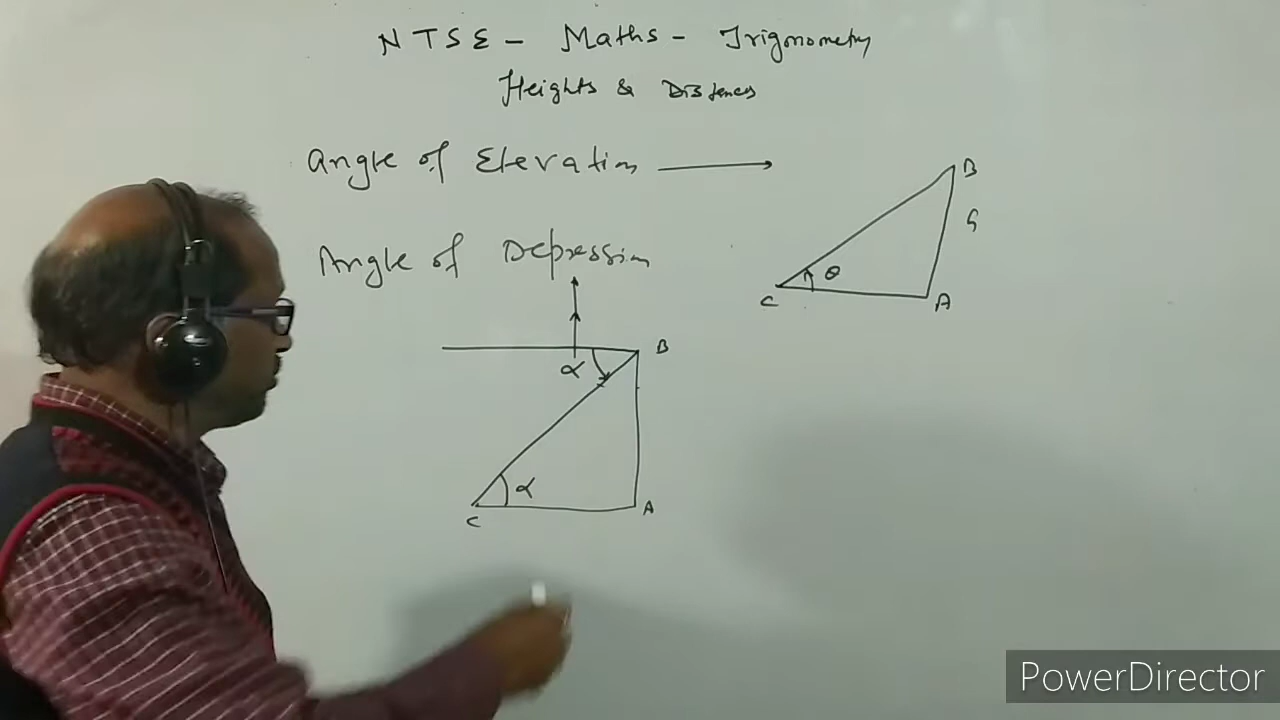 NTSE - Maths - Trigonometry
Heights & Distances
Angle of Elevation
B
θ
C
A
Angle of Depression
B
α
α
C
A
PowerDirector